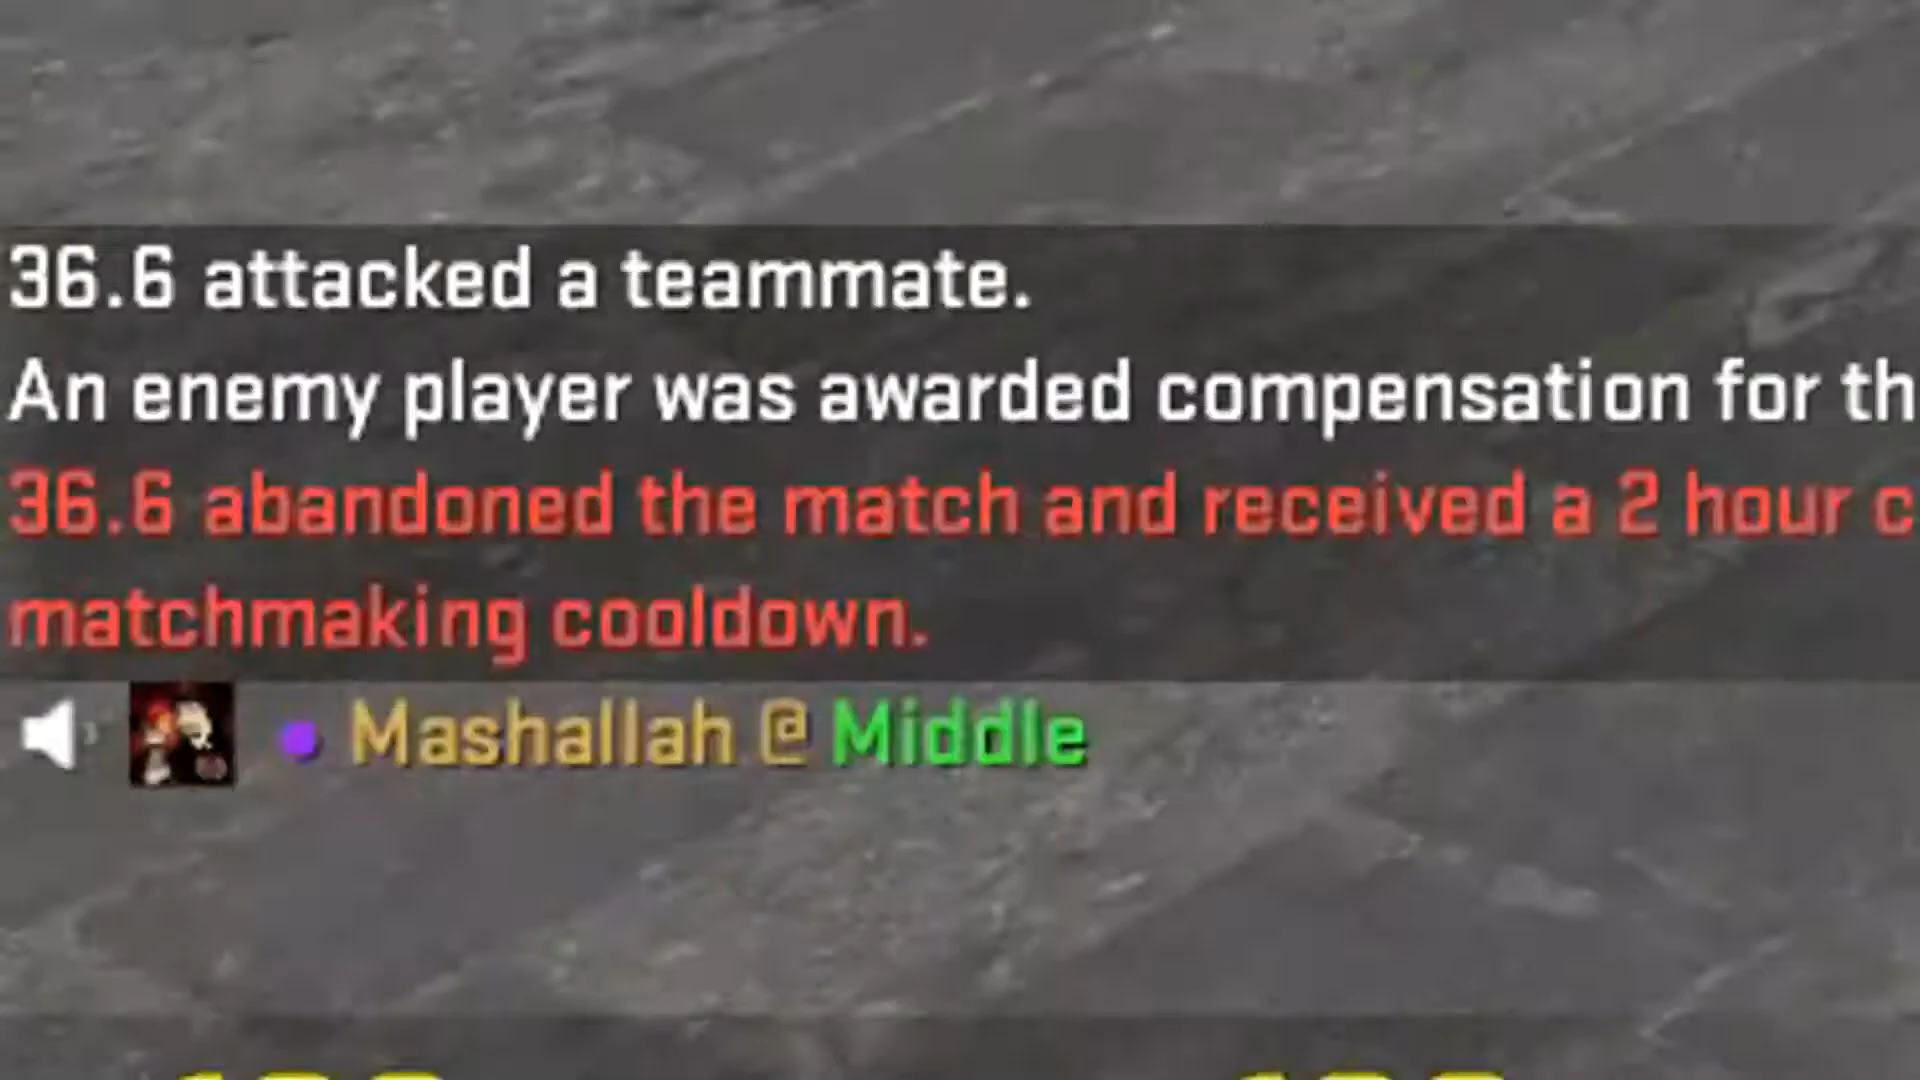 36.6 attacked a teammate.
An enemy player was awarded compensation for th
36.6 abandoned the match and received a 2 hour c
matchmaking cooldown.
Mashallah @ Middle